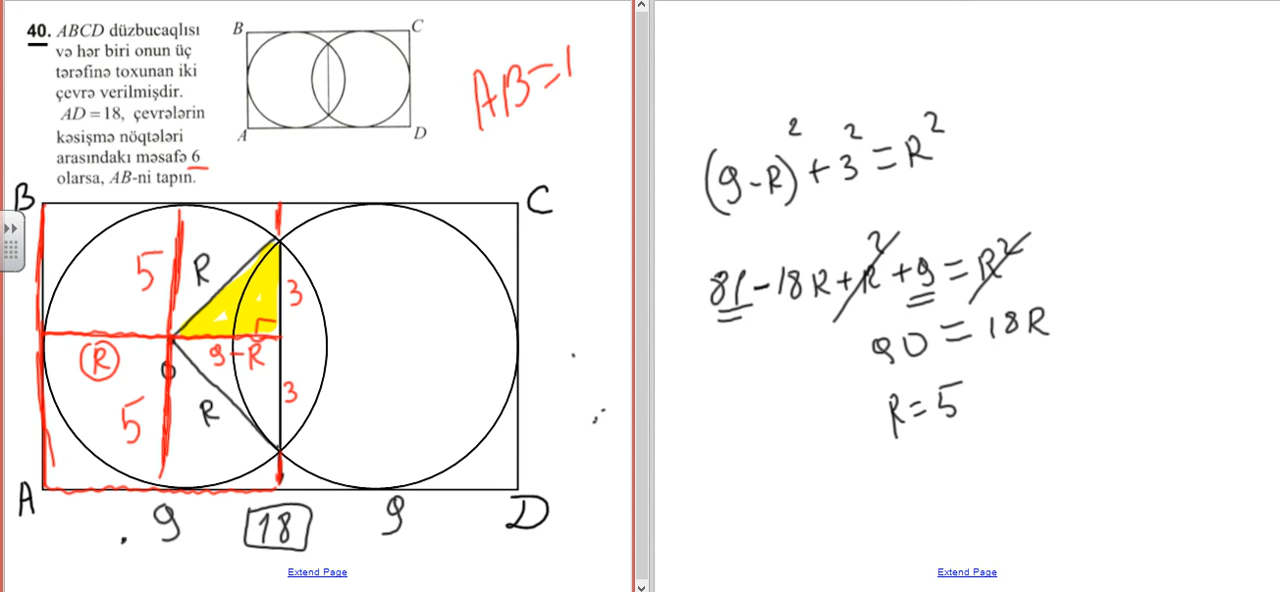 40. ABCD düzbucaqlısı
və hər biri onun üç
tərəfinə toxunan iki
çevrə verilmişdir.
AD = 18, çevrələrin
kəsişmə nöqtələri
arasındakı məsafə 6
olarsa, AB-ni tapın.
B C
A D
AB=1
B C
5 R 3
R 9-R
O
5 R 3
A D
9 18 9
Extend Page
(9-R)²+3²=R²
81-18R+R²+9=R²
90=18R
R=5
Extend Page